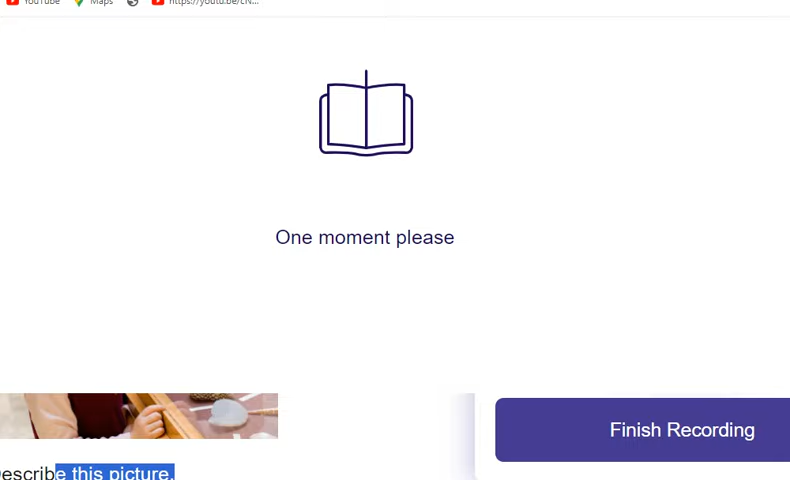 YouTube Maps https://youtu.be/cN...
One moment please
Finish Recording
escribe this picture.